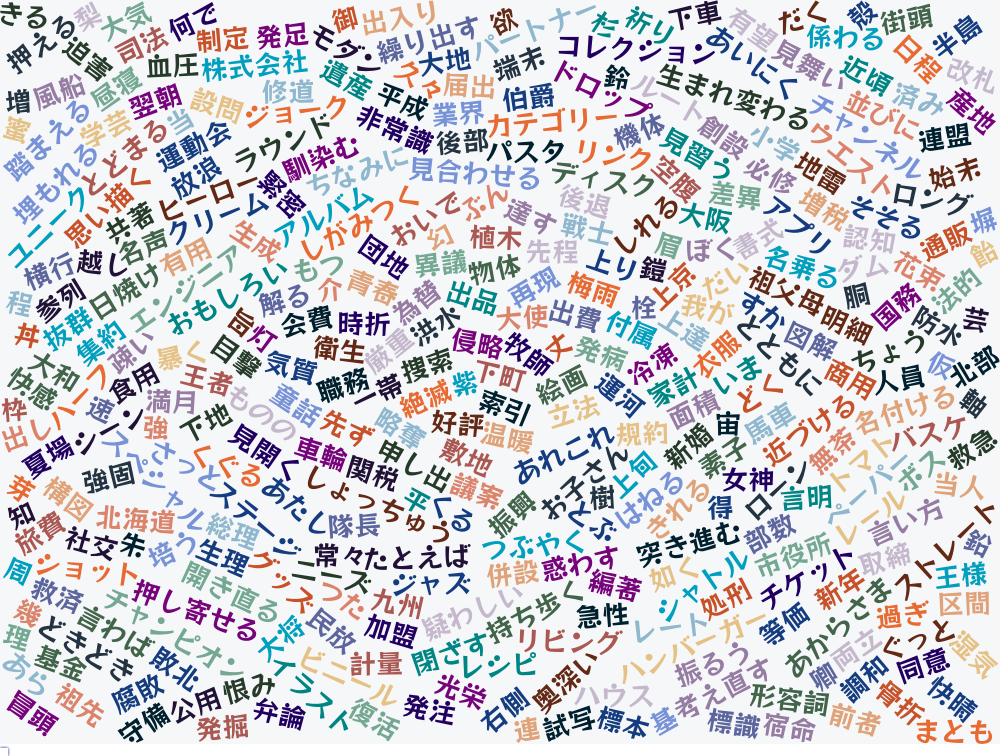 きる
梨
大気
何で
御
出入り
欲
パートナー
杉
祈り
下車
有望
だく
殻
街頭
半島
押える
迫害
司法
制定
発足
モダン
繰り出す
コレクション
あいにく
見舞い
係わる
日程
改札
血圧
株式会社
遺産
久々
大地
端末
ドロップ
鈴
生まれ変わる
近頃
済み
産地
増
風船
昼寝
翌朝
設問
修道
ジョーク
平成
届出
業界
伯爵
カテゴリー
ルート
創設
チャンネル
並びに
連盟
蜜
踏まえる
学芸
とどまる
当
運動会
ラウンド
非常識
後部
パスタ
リンク
機体
見習う
小学
ウエスト
埋もれる
放浪
馴染む
ちなみに
見合わせる
ディスク
空腹
必修
地雷
ロング
始末
ユニーク
思い描く
共著
ヒーロー
緊密
アルバム
しがみつく
おいで
ぶん
達す
後退
戦士
しれる
大阪
差異
アプリ
増税
そそる
塀
横行
越し
名声
クリーム
生成
団地
幻
植木
先程
上り
鎧
眉
ぼく
書式
名乗る
認知
ダム
通販
飴
程
参列
日焼け
有用
エンジニア
おもしろい
もつ
介
青春
異議
物体
再現
梅雨
上京
だい
祖父母
胴
花束
法的
丼
抜群
集約
解る
会費
時折
為替
出品
大使
出費
付属
柱
上達
我が
すか
図解
明細
国務
防水
芸
大和
疎い
暴く
目撃
局
灯
気質
衛生
厳重
洪水
侵略
牧師
丈
発病
冷凍
衣服
とともに
ちょう
仮
北部
快感
フリー
食用
王者
童話
職務
一帯
捜索
絶滅
紫
下町
絵画
運河
家計
いま
どく
商用
人員
枠
出し
速
満月
ものの
先ず
略奪
好評
索引
温暖
立法
規約
面積
宙
馬車
近づける
名付ける
夏場
シーン
強
下地
見開く
車輪
関税
申し出
敷地
あれこれ
新婚
素子
無茶
トマト
バスケ
救急
芽
強固
スペシャル
さっと
くぐる
あたし
しょっちゅう
平
くる
議案
振興
お子さん
上向
女神
ローン
言明
ペーパー
ボス
当人
知
横図
北海道
総理
ステージ
隊長
つぶやく
樹
はねる
きれる
得
部数
レール
言い方
旅費
社交
朱
培う
生理
グッズ
ニーズ
常々
たとえば
ジャズ
併設
惑わす
突き進む
市役所
取締
ストレート
鉛
周
ショット
開き直る
つた
九州
疑わしい
編著
如く
シャトル
処刑
チケット
新年
あからさま
王様
幾
救済
チャンピオン
押し寄せる
大将
民放
加盟
持ち歩く
急性
レート
ハンバーガー
等価
過ぎ
区間
理
どきどき
言わば
敗北
イラスト
ビニール
計量
閉ざす
レンピ
リビング
振るう
両立
卿
ぐっと
湿気
あら
基金
祖先
腐敗
恨み
復活
光栄
奥深い
ハウス
考え直す
形容詞
調和
同意
快晴
冒頭
守備
公用
発掘
弁論
発注
右側
連
試写
標本
基
標識
宿命
前者
骨折
まとも